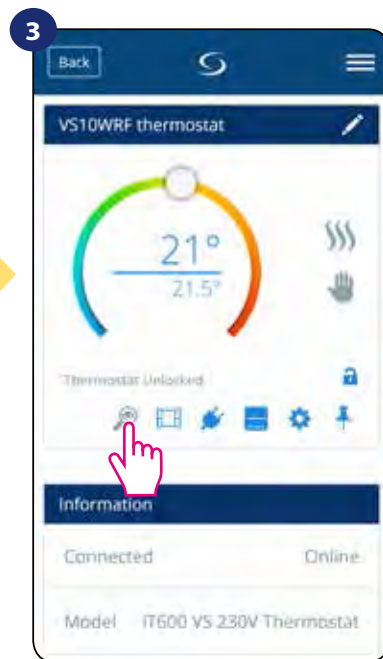 3
Back
VS10WRF thermostat
21°
21.5°
Thermostat Unlocked
Information
Connected Online
Model iT600 VS 230V Thermostat